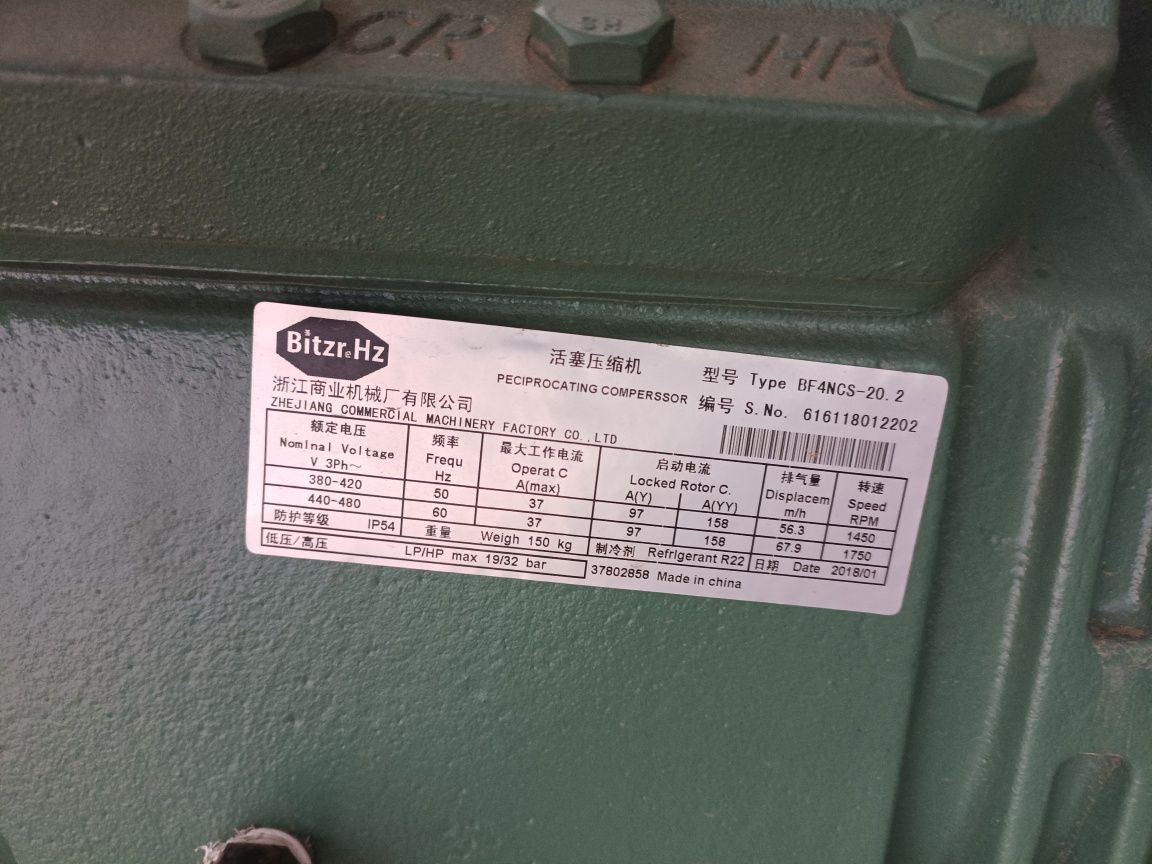 CR
SH
HP
Bitzr.Hz
活塞压缩机
PECIPROCATING COMPERSSOR
型号 Type BF4NCS-20.2
编号 S.No. 616118012202
浙江商业机械厂有限公司
ZHEJIANG COMMERCIAL MACHINERY FACTORY CO.,LTD
额定电压 频率 最大工作电流 启动电流 排气量 转速
Nominal Voltage Frequ Operat C Locked Rotor C. Displacem Speed
V 3Ph~ Hz A(max) A(Y) A(YY) m/h RPM
380-420 50 37 97 158 56.3 1450
440-480 60 37 97 158 67.9 1750
防护等级 IP54 重量 Weigh 150 kg 制冷剂 Refrigerant R22 日期 Date 2018/01
低压/高压 LP/HP max 19/32 bar 37802858 Made in china